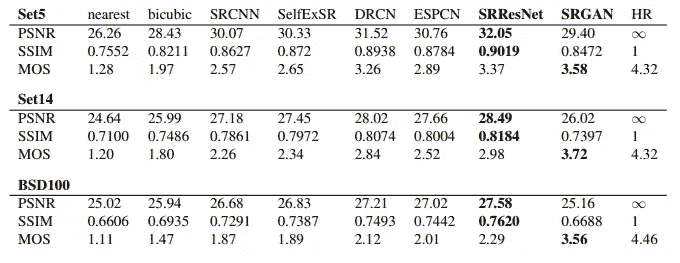 Set5 nearest bicubic SRCNN SelfExSR DRCN ESPCN SRResNet SRGAN HR
PSNR 26.26 28.43 30.07 30.33 31.52 30.76 32.05 29.40 ∞
SSIM 0.7552 0.8211 0.8627 0.872 0.8938 0.8784 0.9019 0.8472 1
MOS 1.28 1.97 2.57 2.65 3.26 2.89 3.37 3.58 4.32
Set14
PSNR 24.64 25.99 27.18 27.45 28.02 27.66 28.49 26.02 ∞
SSIM 0.7100 0.7486 0.7861 0.7972 0.8074 0.8004 0.8184 0.7397 1
MOS 1.20 1.80 2.26 2.34 2.84 2.52 2.98 3.72 4.32
BSD100
PSNR 25.02 25.94 26.68 26.83 27.21 27.02 27.58 25.16 ∞
SSIM 0.6606 0.6935 0.7291 0.7387 0.7493 0.7442 0.7620 0.6688 1
MOS 1.11 1.47 1.87 1.89 2.12 2.01 2.29 3.56 4.46